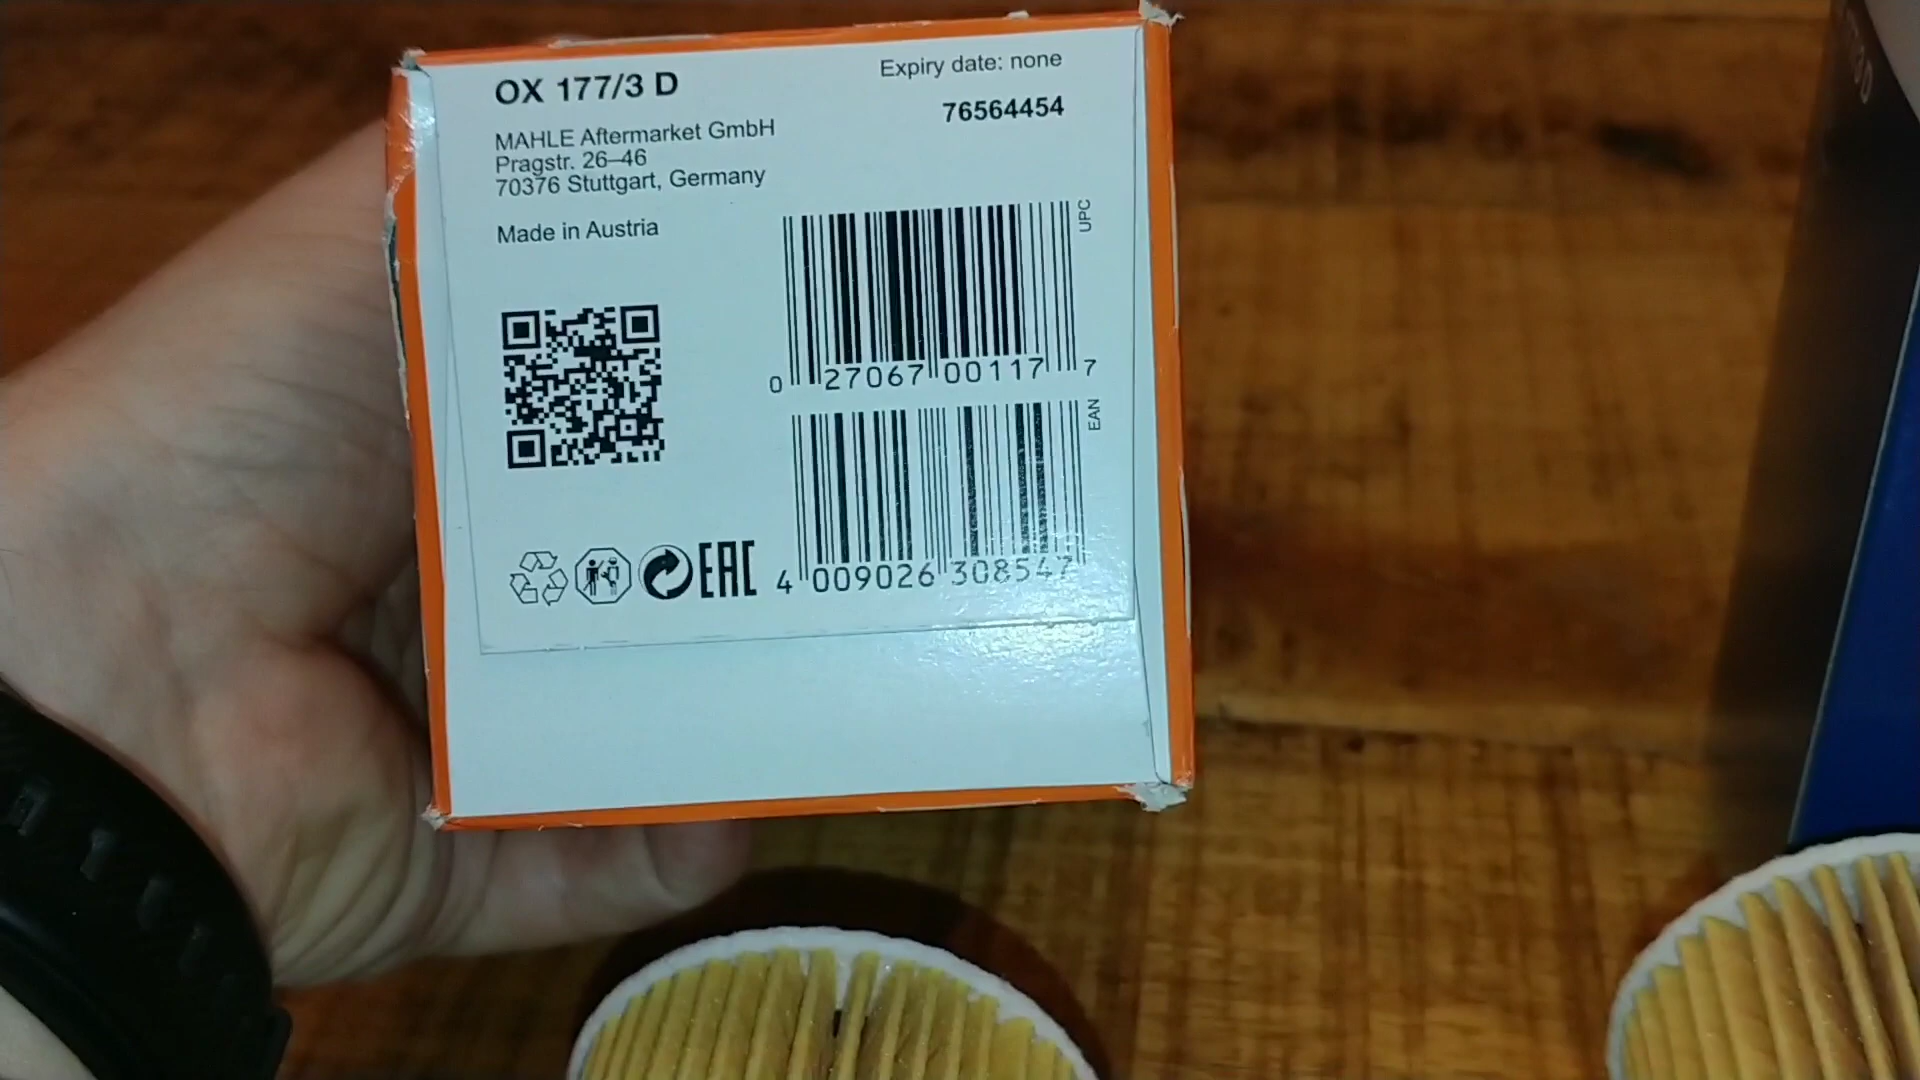 OX 177/3 D
Expiry date: none
76564454
MAHLE Aftermarket GmbH
Pragstr. 26–46
70376 Stuttgart, Germany
Made in Austria
UPC
0 27067 00117 7
EAN
EAC
4 009026 308547